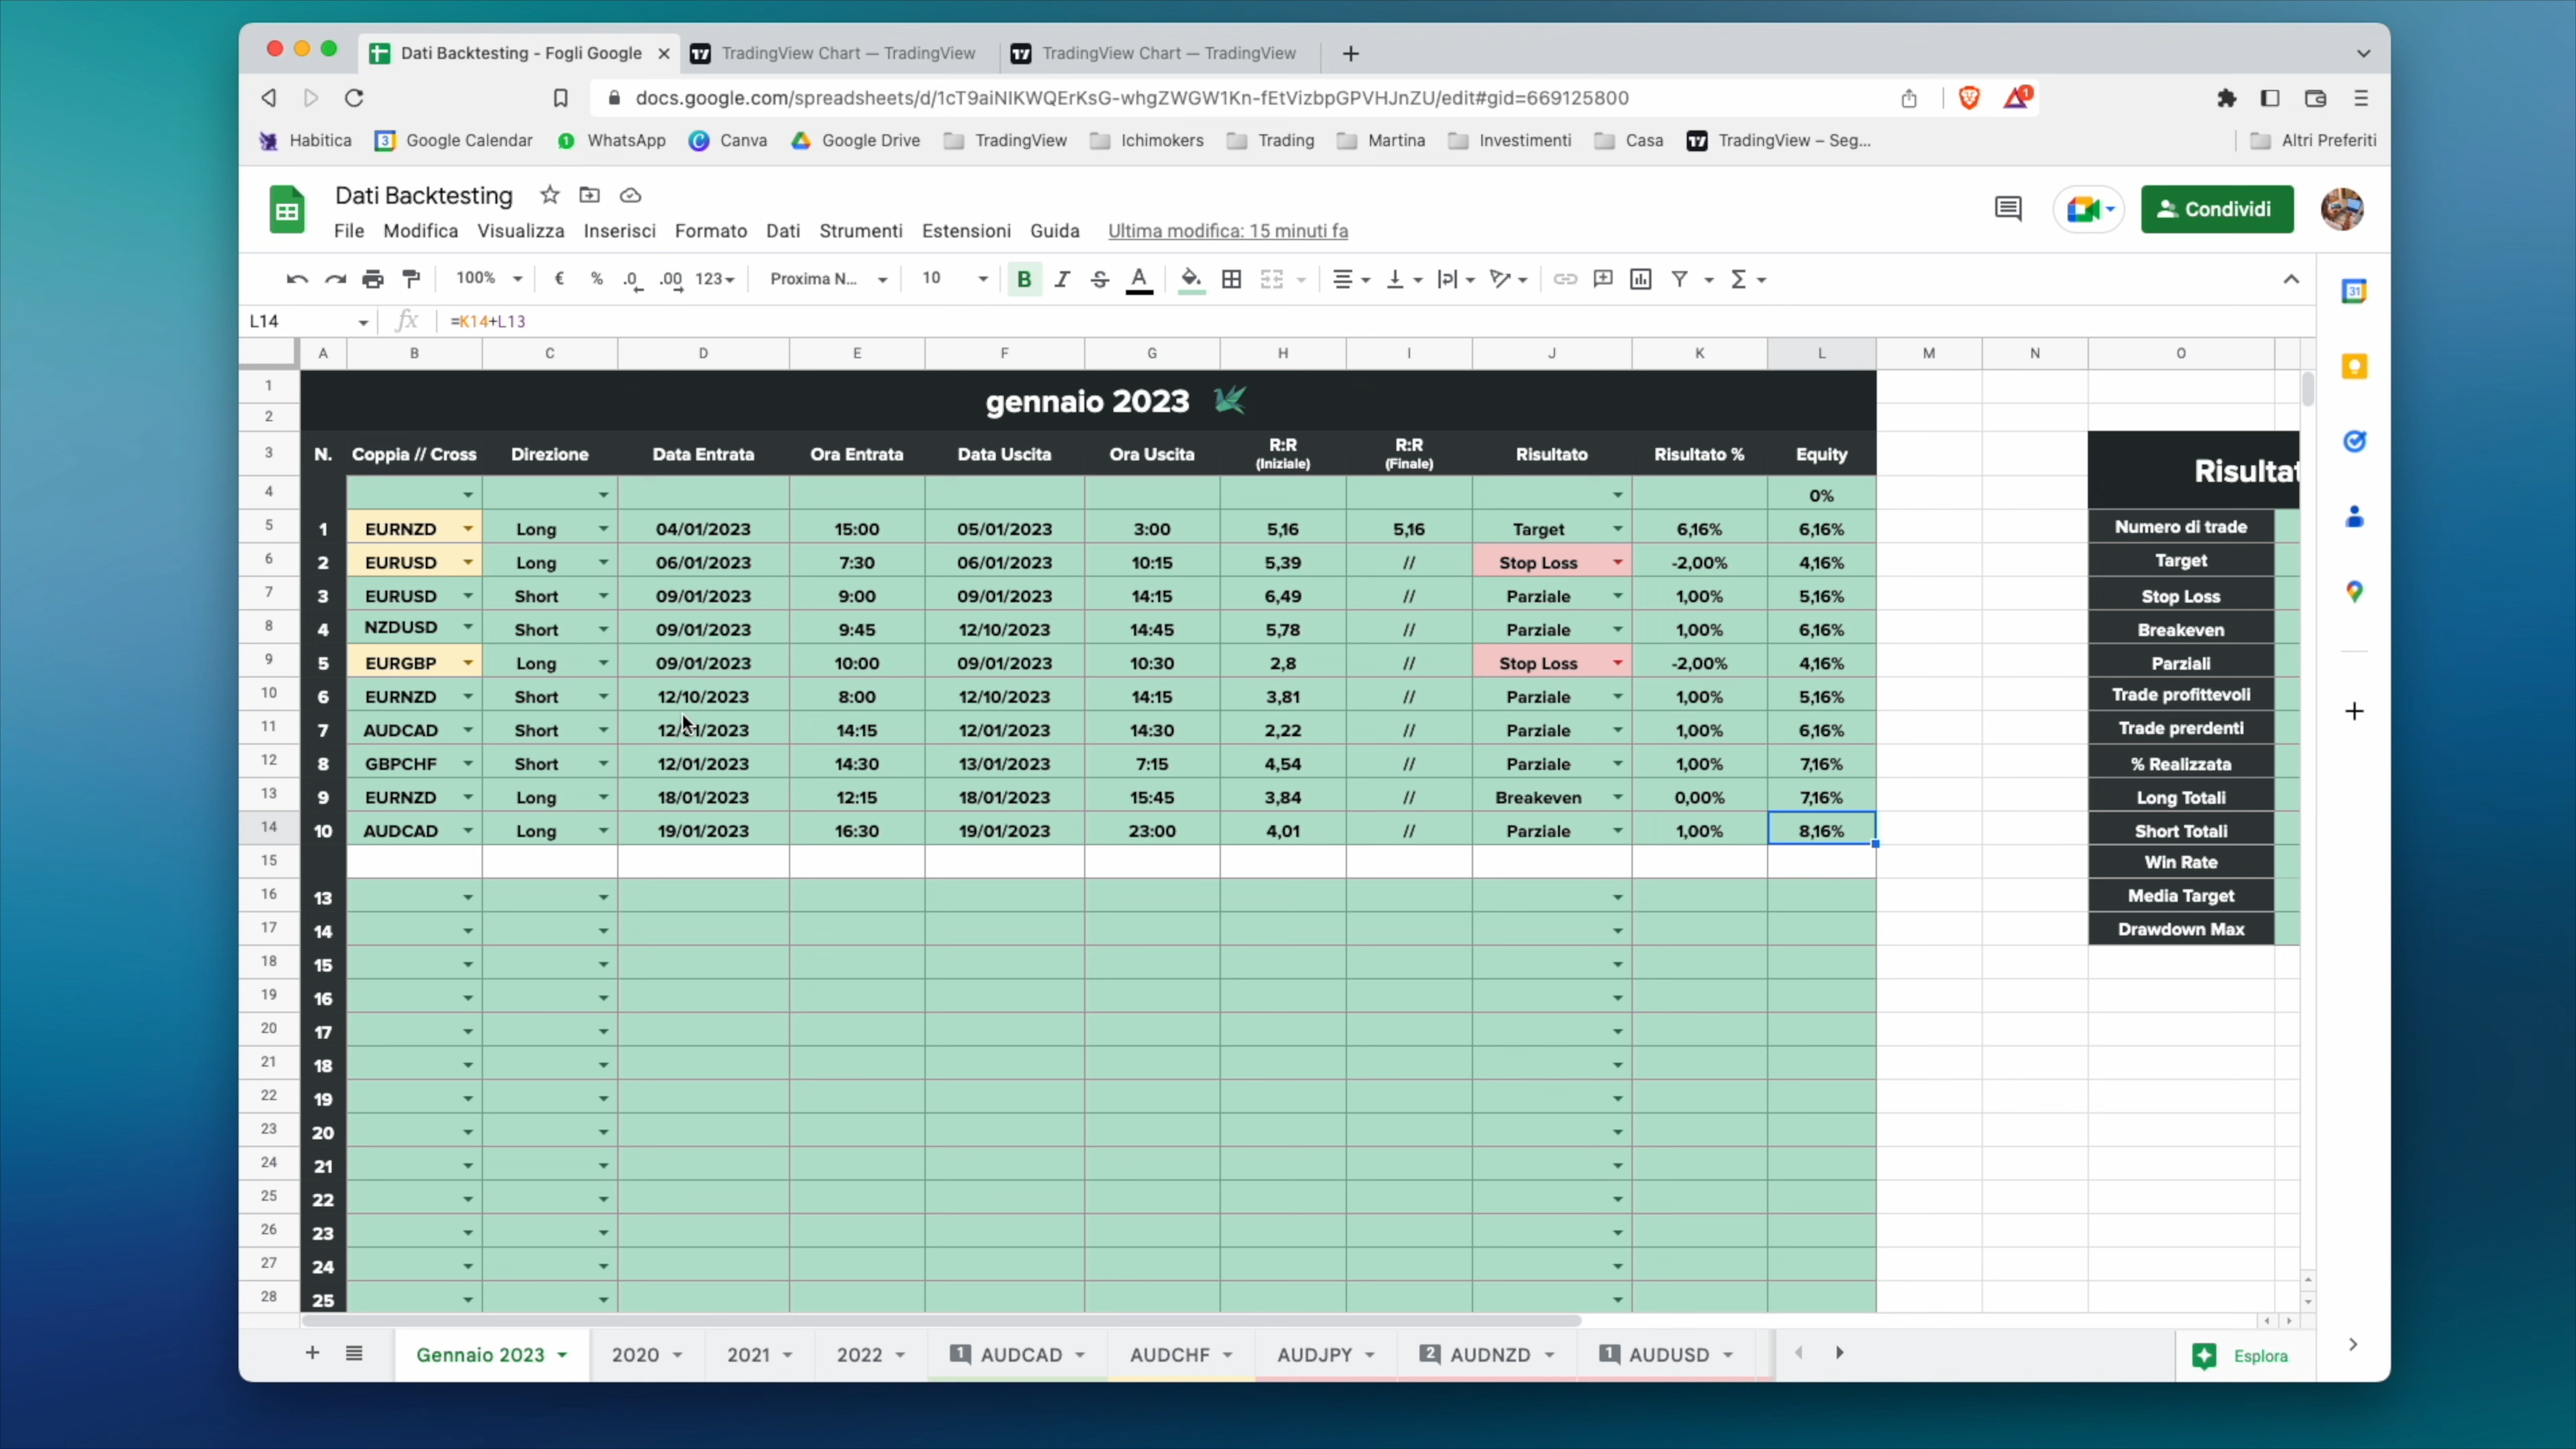 Dati Backtesting - Fogli Google
TradingView Chart — TradingView
TradingView Chart — TradingView
docs.google.com/spreadsheets/d/1cT9aiNIKWQErKsG-whgZWGW1Kn-fEtVizbpGPVHJnZU/edit#gid=669125800
1
Habitica 3 Google Calendar 1 WhatsApp Canva Google Drive TradingView Ichimokers Trading Martina Investimenti Casa TradingView – Seg... Altri Preferiti
Dati Backtesting
File Modifica Visualizza Inserisci Formato Dati Strumenti Estensioni Guida Ultima modifica: 15 minuti fa
Condividi
100% € % .0 .00 123 Proxima N... 10 B I S A
31
L14 fx =K14+L13
A B C D E F G H I J K L M N O
1 gennaio 2023
2
3 N. Coppia // Cross Direzione Data Entrata Ora Entrata Data Uscita Ora Uscita R:R (Iniziale) R:R (Finale) Risultato Risultato % Equity Risultat
4 0%
5 1 EURNZD Long 04/01/2023 15:00 05/01/2023 3:00 5,16 5,16 Target 6,16% 6,16% Numero di trade
6 2 EURUSD Long 06/01/2023 7:30 06/01/2023 10:15 5,39 // Stop Loss -2,00% 4,16% Target
7 3 EURUSD Short 09/01/2023 9:00 09/01/2023 14:15 6,49 // Parziale 1,00% 5,16% Stop Loss
8 4 NZDUSD Short 09/01/2023 9:45 12/10/2023 14:45 5,78 // Parziale 1,00% 6,16% Breakeven
9 5 EURGBP Long 09/01/2023 10:00 09/01/2023 10:30 2,8 // Stop Loss -2,00% 4,16% Parziali
10 6 EURNZD Short 12/10/2023 8:00 12/10/2023 14:15 3,81 // Parziale 1,00% 5,16% Trade profittevoli
11 7 AUDCAD Short 12/01/2023 14:15 12/01/2023 14:30 2,22 // Parziale 1,00% 6,16% Trade prerdenti
12 8 GBPCHF Short 12/01/2023 14:30 13/01/2023 7:15 4,54 // Parziale 1,00% 7,16% % Realizzata
13 9 EURNZD Long 18/01/2023 12:15 18/01/2023 15:45 3,84 // Breakeven 0,00% 7,16% Long Totali
14 10 AUDCAD Long 19/01/2023 16:30 19/01/2023 23:00 4,01 // Parziale 1,00% 8,16% Short Totali
15 Win Rate
16 13 Media Target
17 14 Drawdown Max
18 15
19 16
20 17
21 18
22 19
23 20
24 21
25 22
26 23
27 24
28 25
Gennaio 2023 2020 2021 2022 1 AUDCAD AUDCHF AUDJPY 2 AUDNZD 1 AUDUSD Esplora